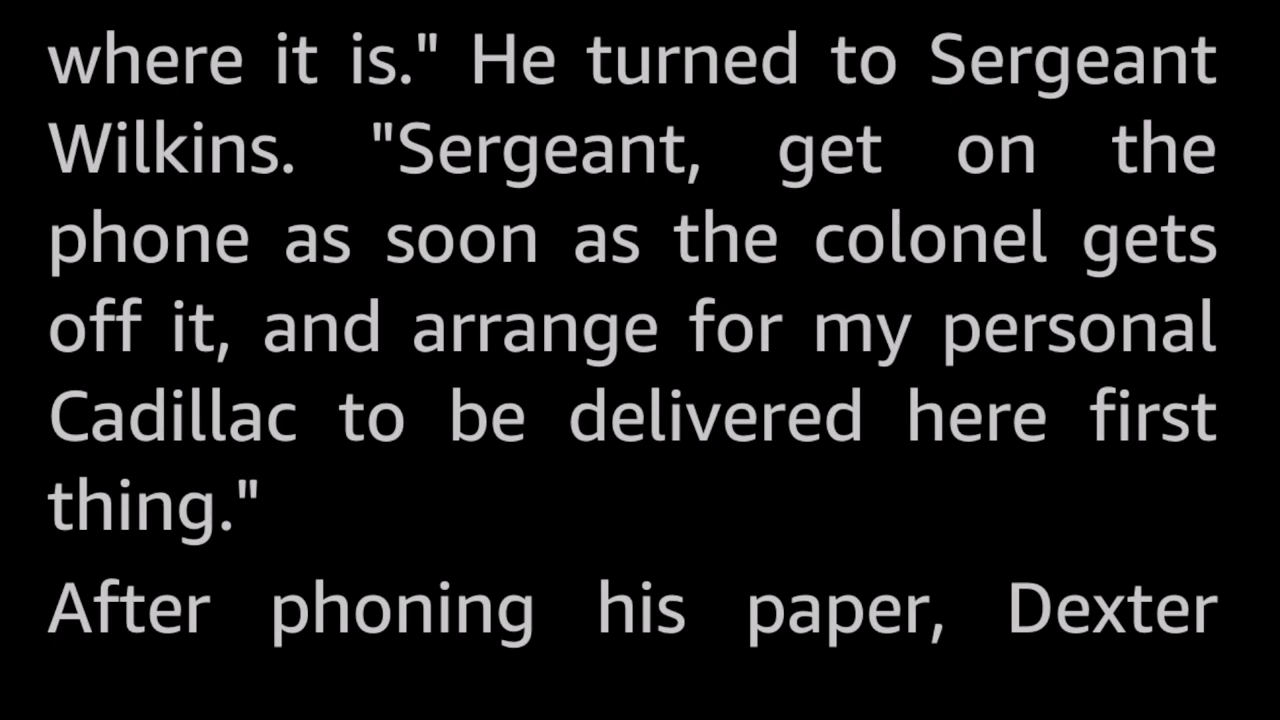 where it is." He turned to Sergeant
Wilkins. "Sergeant, get on the
phone as soon as the colonel gets
off it, and arrange for my personal
Cadillac to be delivered here first
thing."
After phoning his paper, Dexter